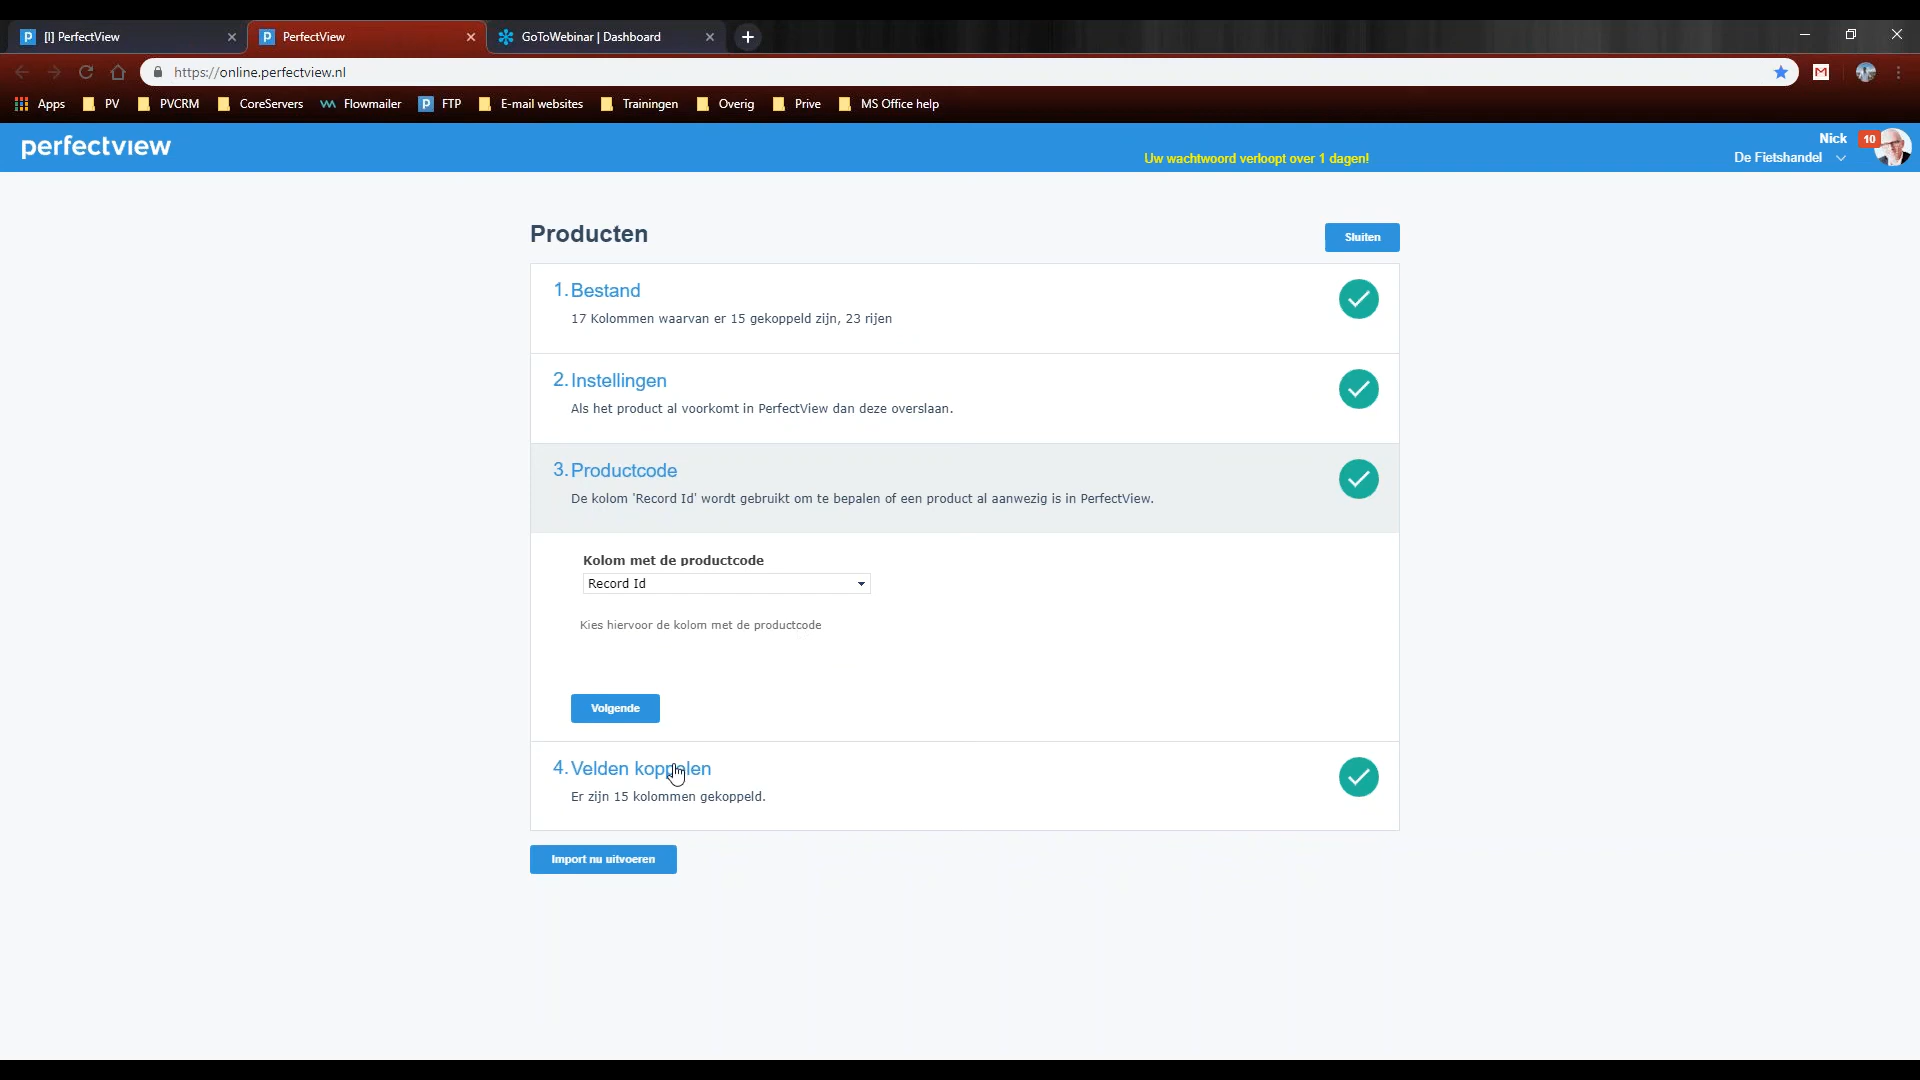 [!] PerfectView
PerfectView
GoToWebinar | Dashboard
https://online.perfectview.nl
Apps PV PVCRM CoreServers Flowmailer FTP E-mail websites Trainingen Overig Prive MS Office help
perfectview
Uw wachtwoord verloopt over 1 dagen!
Nick
De Fietshandel
10
Producten
Sluiten
1. Bestand
17 Kolommen waarvan er 15 gekoppeld zijn, 23 rijen
2. Instellingen
Als het product al voorkomt in PerfectView dan deze overslaan.
3. Productcode
De kolom 'Record Id' wordt gebruikt om te bepalen of een product al aanwezig is in PerfectView.
Kolom met de productcode
Record Id
Kies hiervoor de kolom met de productcode
Volgende
4. Velden koppelen
Er zijn 15 kolommen gekoppeld.
Import nu uitvoeren